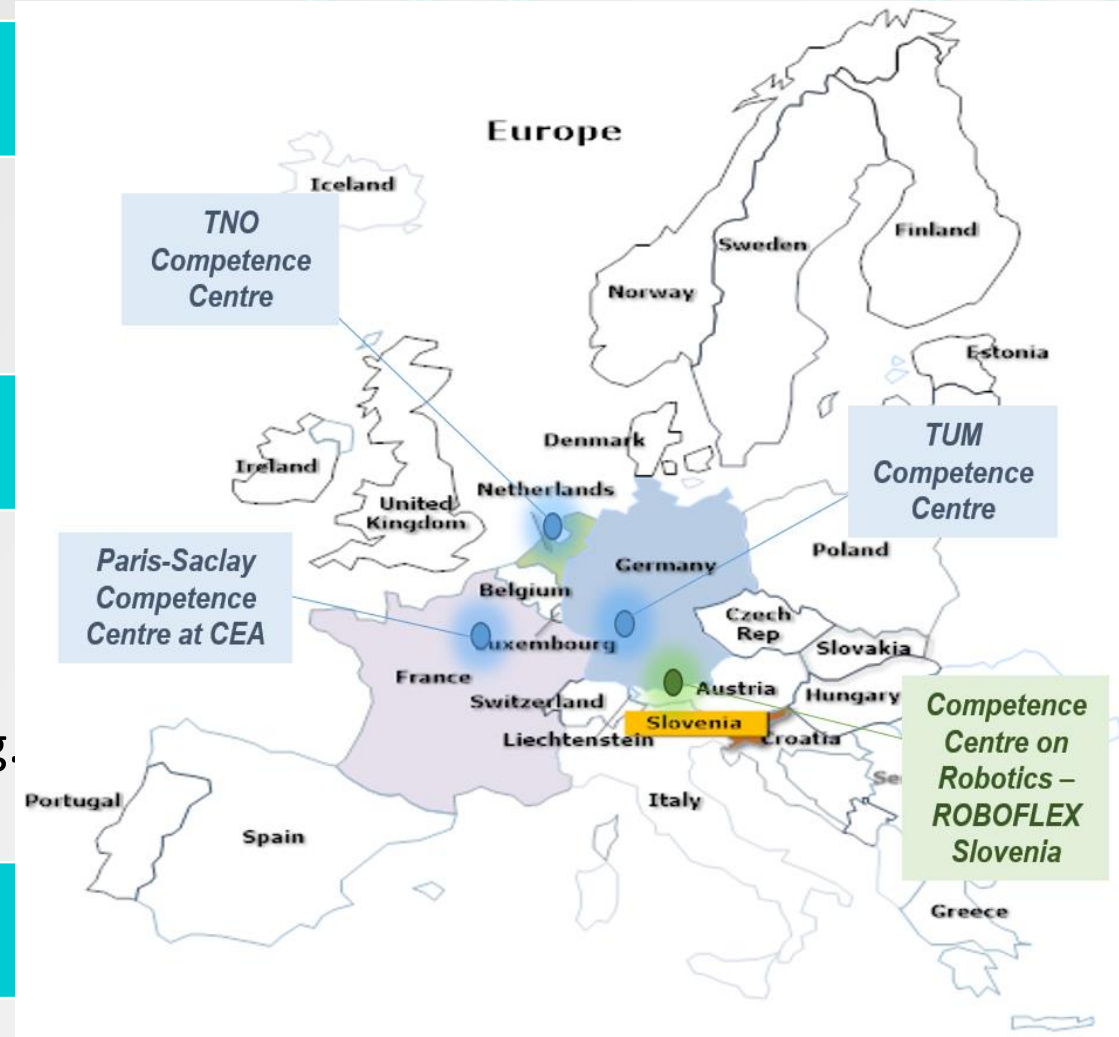 Europe
Iceland
TNO
Competence
Centre
Finland
Sweden
Norway
Estonia
Denmark
TUM
Competence
Centre
Ireland
Netherlands
United
Kingdom
Poland
Paris-Saclay
Competence
Centre at CEA
Germany
Belgium
Czech
Rep
Slovakia
uxembourg
France
Austria
Hungary
Switzerland
Competence
Centre on
Robotics –
ROBOFLEX
Slovenia
Slovenia
Liechtenstein
Croatia
g.
Se
Portugal
Italy
Spain
Greece